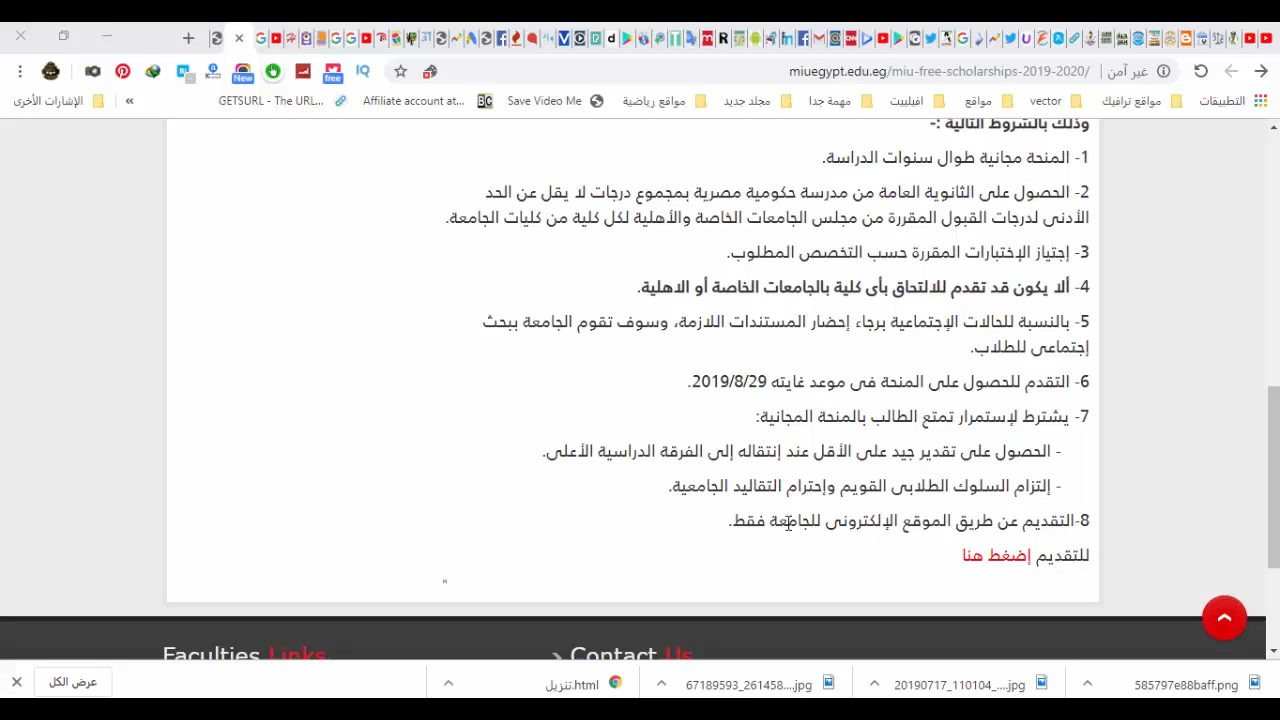 miuegypt.edu.eg/miu-free-scholarships-2019-2020/
غير آمن
New
free
التطبيقات
مواقع ترافيك
vector
مواقع
افيلييت
مهمة جدا
مجلد جديد
مواقع رياضية
Save Video Me
BC
Affiliate account at...
GETSURL - The URL...
»
الإشارات الأخرى
وذلك بالشروط التالية :-
1- المنحة مجانية طوال سنوات الدراسة.
2- الحصول على الثانوية العامة من مدرسة حكومية مصرية بمجموع درجات لا يقل عن الحد
الأدنى لدرجات القبول المقررة من مجلس الجامعات الخاصة والأهلية لكل كلية من كليات الجامعة.
3- إجتياز الإختبارات المقررة حسب التخصص المطلوب.
4- ألا يكون قد تقدم للالتحاق بأى كلية بالجامعات الخاصة أو الاهلية.
5- بالنسبة للحالات الإجتماعية برجاء إحضار المستندات اللازمة، وسوف تقوم الجامعة ببحث
إجتماعى للطلاب.
6- التقدم للحصول على المنحة فى موعد غايته 2019/8/29.
7- يشترط لإستمرار تمتع الطالب بالمنحة المجانية:
- الحصول على تقدير جيد على الأقل عند إنتقاله إلى الفرقة الدراسية الأعلى.
- إلتزام السلوك الطلابى القويم وإحترام التقاليد الجامعية.
8-التقديم عن طريق الموقع الإلكترونى للجامعة فقط.
للتقديم إضغط هنا
"
Faculties Links
Contact Us
585797e88baff.png
20190717_110104_....jpg
67189593_261458....jpg
تنزيل.html
عرض الكل